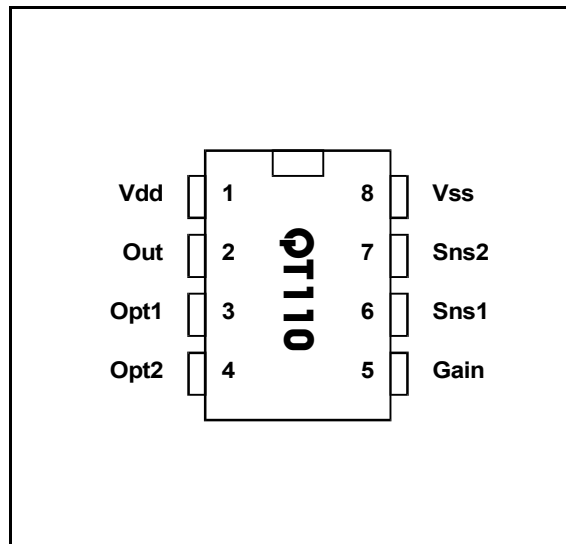 Vdd 1 8 Vss
Out 2 7 Sns2
Opt1 3 6 Sns1
Opt2 4 5 Gain
QT110